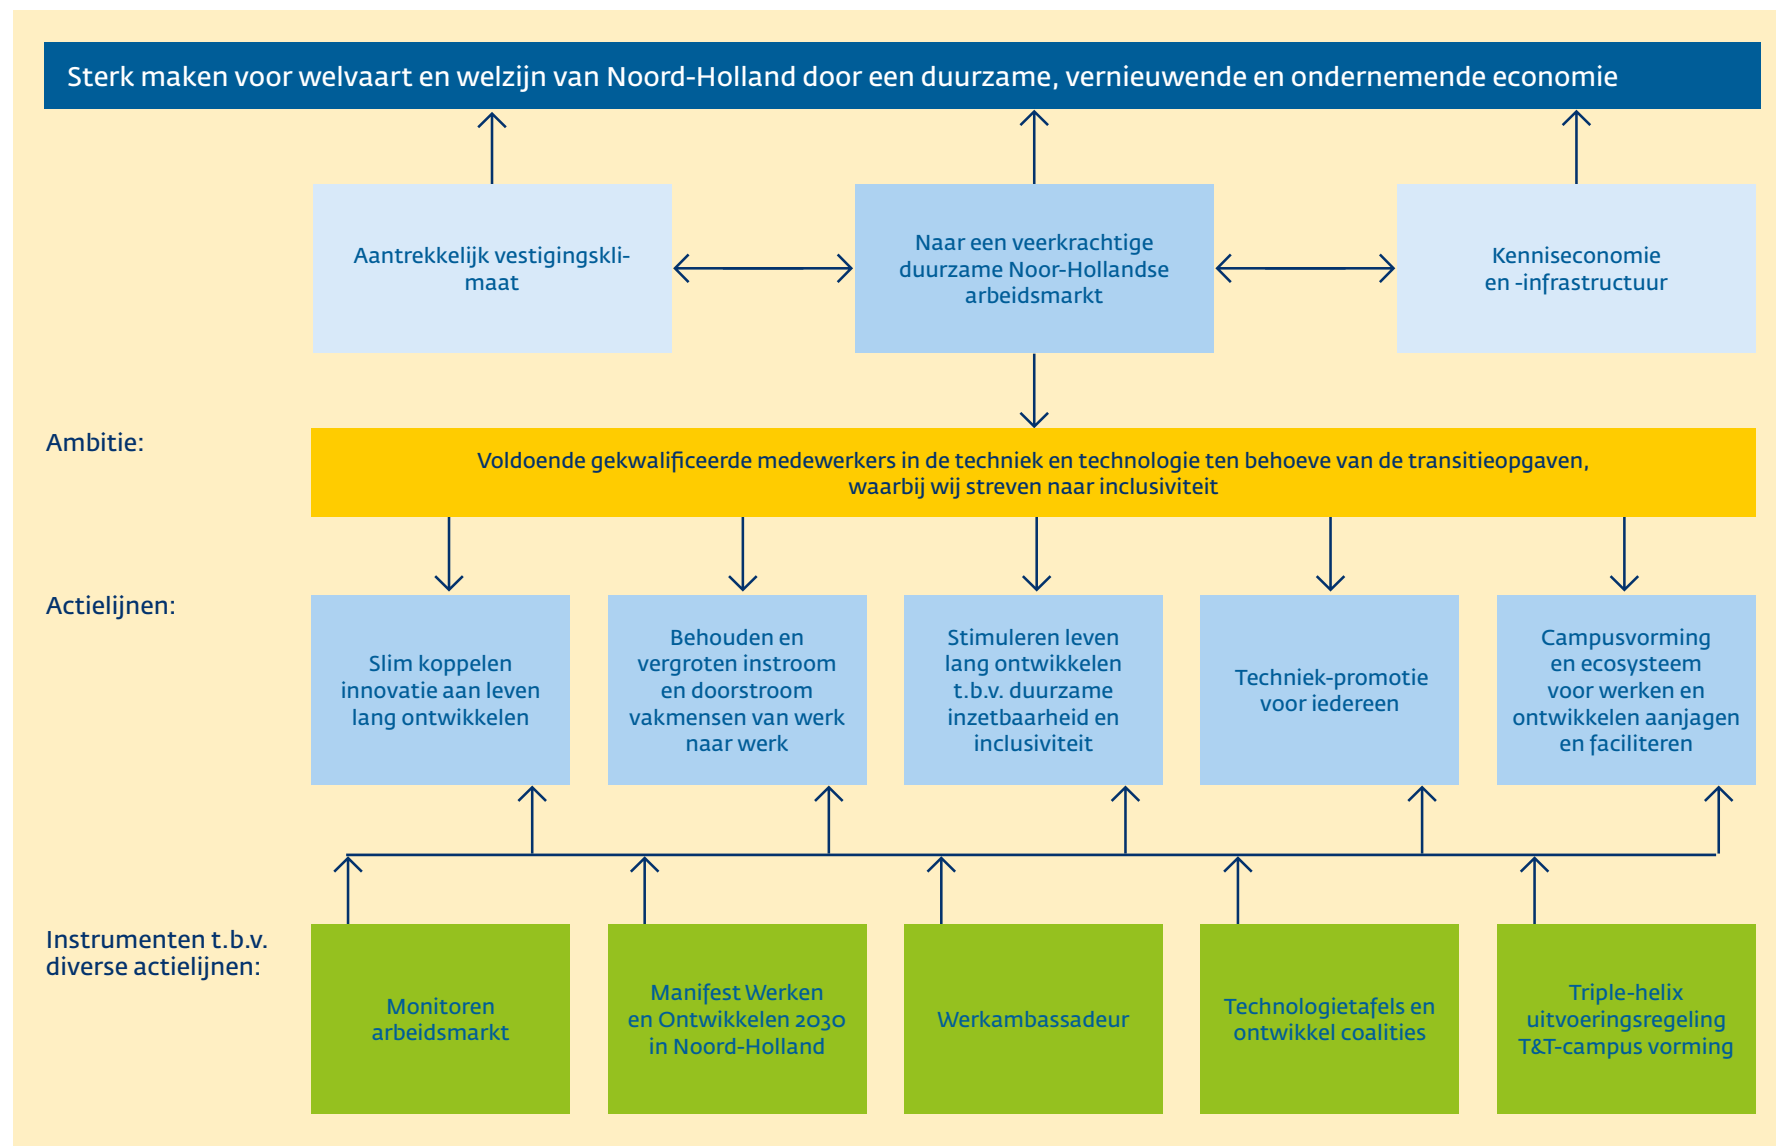 Sterk maken voor welvaart en welzijn van Noord-Holland door een duurzame, vernieuwende en ondernemende economie
Aantrekkelijk vestigingskli-
maat
Naar een veerkrachtige
duurzame Noor-Hollandse
arbeidsmarkt
Kenniseconomie
en -infrastructuur
Ambitie:
Voldoende gekwalificeerde medewerkers in de techniek en technologie ten behoeve van de transitieopgaven,
waarbij wij streven naar inclusiviteit
Actielijnen:
Slim koppelen
innovatie aan leven
lang ontwikkelen
Behouden en
vergroten instroom
en doorstroom
vakmensen van werk
naar werk
Stimuleren leven
lang ontwikkelen
t.b.v. duurzame
inzetbaarheid en
inclusiviteit
Techniek-promotie
voor iedereen
Campusvorming
en ecosysteem
voor werken en
ontwikkelen aanjagen
en faciliteren
Instrumenten t.b.v.
diverse actielijnen:
Monitoren
arbeidsmarkt
Manifest Werken
en Ontwikkelen 2030
in Noord-Holland
Werkambassadeur
Technologietafels en
ontwikkel coalities
Triple-helix
uitvoeringsregeling
T&T-campus vorming